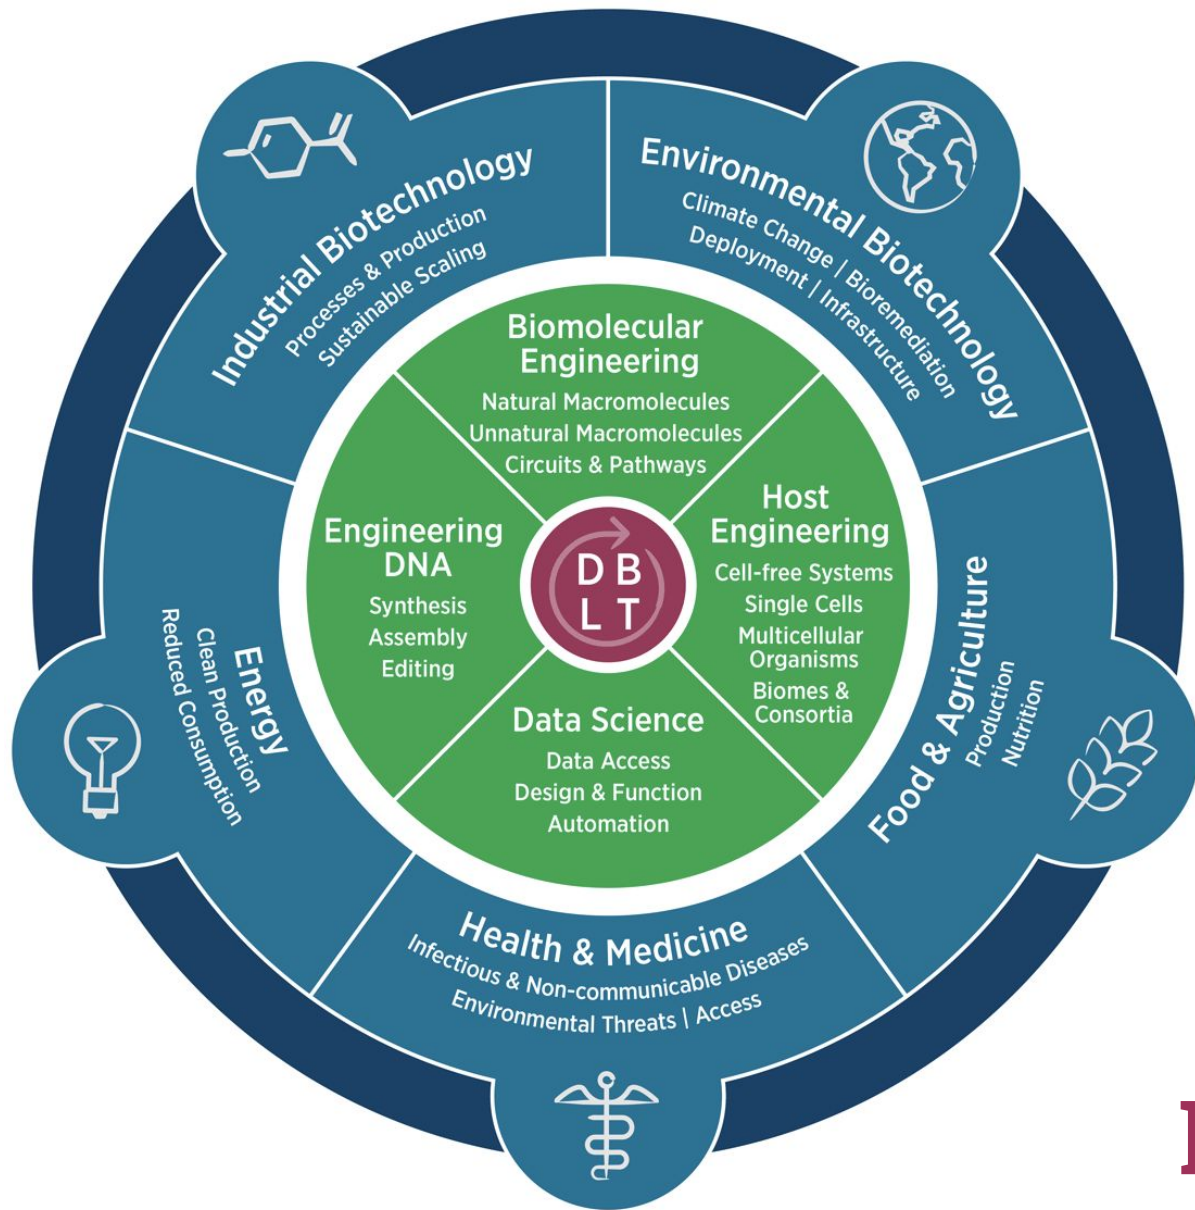 Industrial Biotechnology
Processes & Production
Sustainable Scaling
Environmental Biotechnology
Climate Change | Bioremediation
Deployment | Infrastructure
Biomolecular
Engineering
Natural Macromolecules
Unnatural Macromolecules
Circuits & Pathways
Engineering
DNA
Synthesis
Assembly
Editing
D B
L T
Host
Engineering
Cell-free Systems
Single Cells
Multicellular
Organisms
Biomes &
Consortia
Data Science
Data Access
Design & Function
Automation
Energy
Clean Production
Reduced Consumption
Food & Agriculture
Production
Nutrition
Health & Medicine
Infectious & Non-communicable Diseases
Environmental Threats | Access